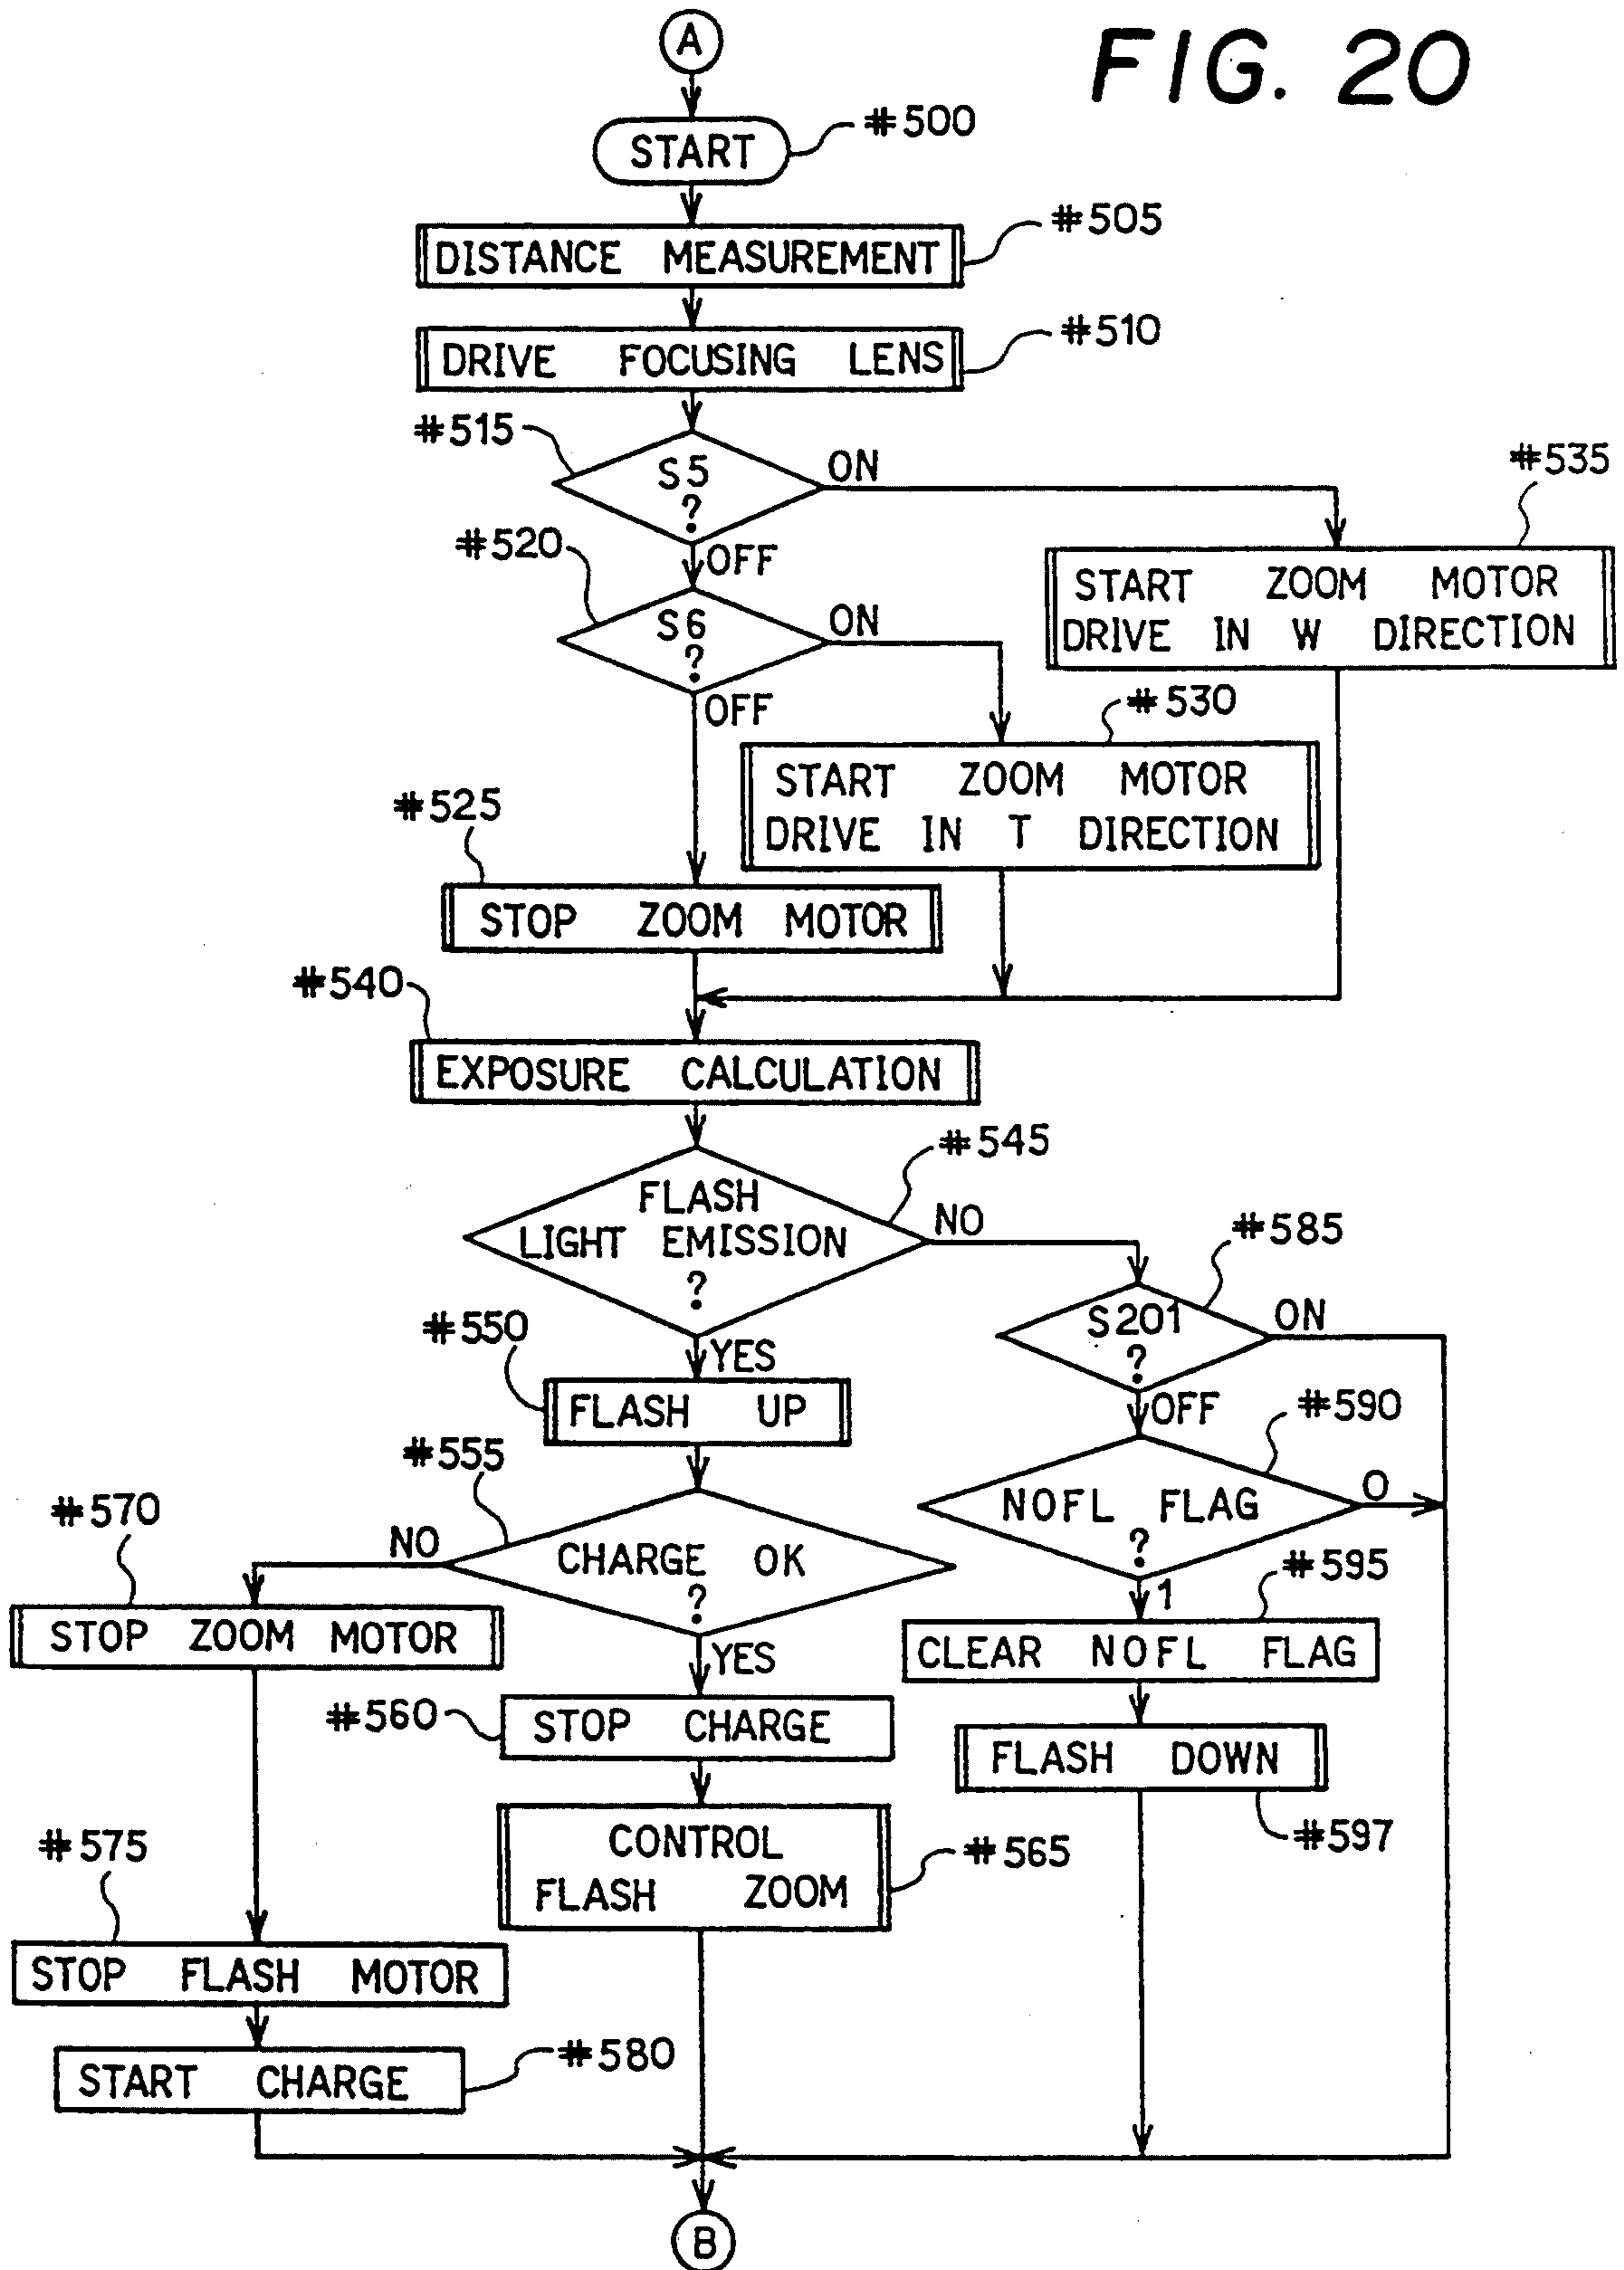 FIG. 20
A
START
#500
DISTANCE MEASUREMENT
#505
DRIVE FOCUSING LENS
#510
#515
S5
?
ON
OFF
#535
START ZOOM MOTOR
DRIVE IN W DIRECTION
#520
S6
?
ON
OFF
#530
START ZOOM MOTOR
DRIVE IN T DIRECTION
#525
STOP ZOOM MOTOR
#540
EXPOSURE CALCULATION
#545
FLASH
LIGHT EMISSION
?
NO
YES
#585
S201
?
ON
OFF
#550
FLASH UP
#590
NOFL FLAG
?
0
1
#555
CHARGE OK
?
NO
YES
#570
STOP ZOOM MOTOR
#595
CLEAR NOFL FLAG
#560
STOP CHARGE
FLASH DOWN
#597
CONTROL
FLASH ZOOM
#565
#575
STOP FLASH MOTOR
START CHARGE
#580
B